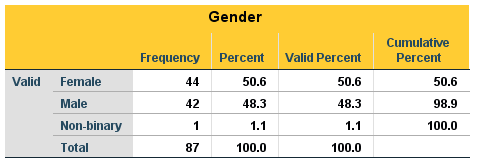 Gender
Frequency Percent Valid Percent Cumulative Percent
Valid Female 44 50.6 50.6 50.6
Male 42 48.3 48.3 98.9
Non-binary 1 1.1 1.1 100.0
Total 87 100.0 100.0